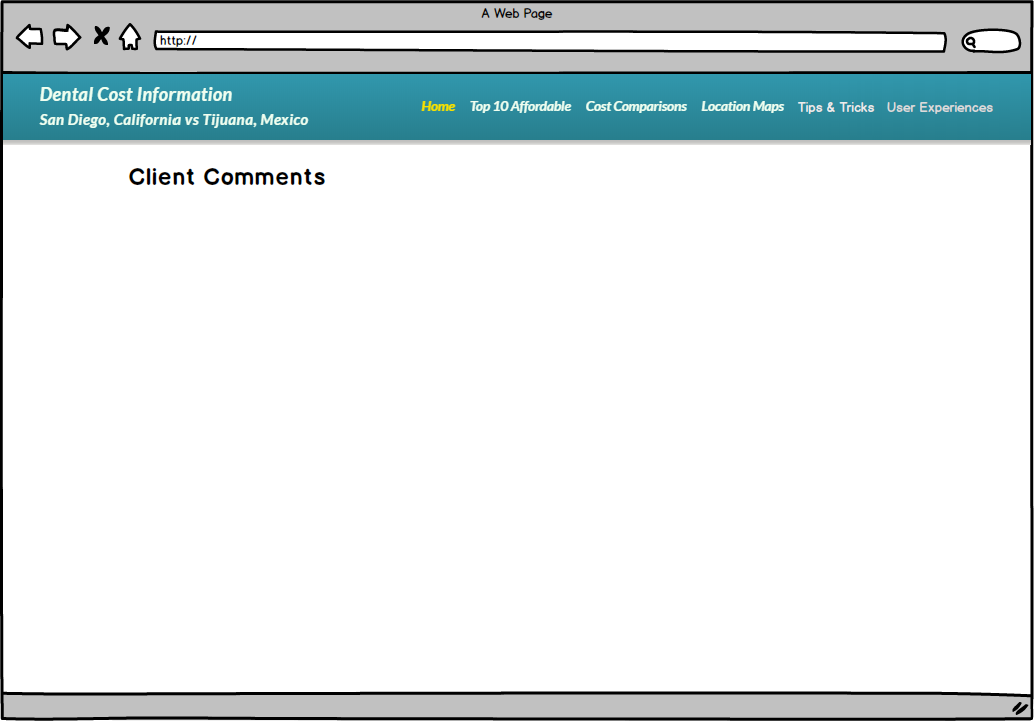 A Web Page
http://
Dental Cost Information
San Diego, California vs Tijuana, Mexico
Home Top 10 Affordable Cost Comparisons Location Maps Tips & Tricks User Experiences
Client Comments